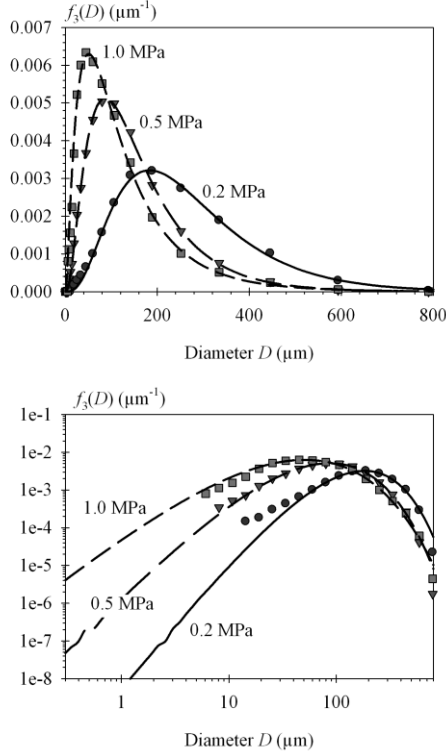 f₃(D) (μm⁻¹)
0.007
1.0 MPa
0.006
0.005
0.5 MPa
0.004
0.2 MPa
0.003
0.002
0.001
0.000
0 200 400 600 800
Diameter D (μm)
f₃(D) (μm⁻¹)
1e-1
1e-2
1e-3
1.0 MPa
1e-4
1e-5
0.5 MPa
1e-6
1e-7
0.2 MPa
1e-8
1 10 100
Diameter D (μm)